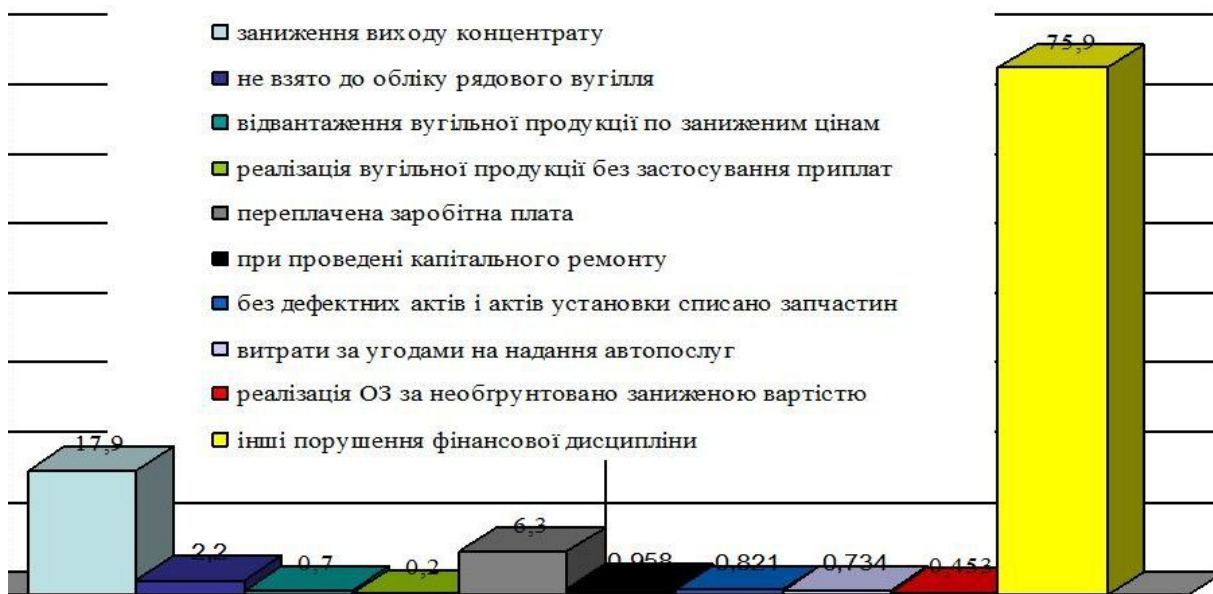 заниження виходу концентрату
не взято до обліку рядового вугілля
відвантаження вугільної продукції по заниженим цінам
реалізація вугільної продукції без застосування приплат
переплачена заробітна плата
при проведені капітального ремонту
без дефектних актів і актів установки списано запчастин
витрати за угодами на надання автопослуг
реалізація ОЗ за необґрунтовано заниженою вартістю
інші порушення фінансової дисципліни
17,9
2,2
0,7
0,2
6,3
0,958
0,821
0,734
0,453
75,9